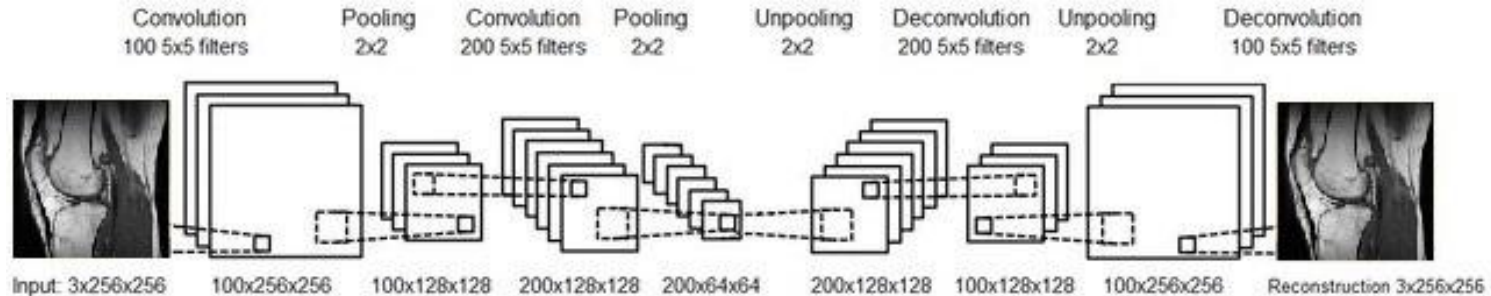 Convolution Pooling Convolution Pooling Unpooling Deconvolution Unpooling Deconvolution
100 5x5 filters 2x2 200 5x5 filters 2x2 2x2 200 5x5 filters 2x2 100 5x5 filters
Input: 3x256x256 100x256x256 100x128x128 200x128x128 200x64x64 200x128x128 100x128x128 100x256x256 Reconstruction 3x256x256